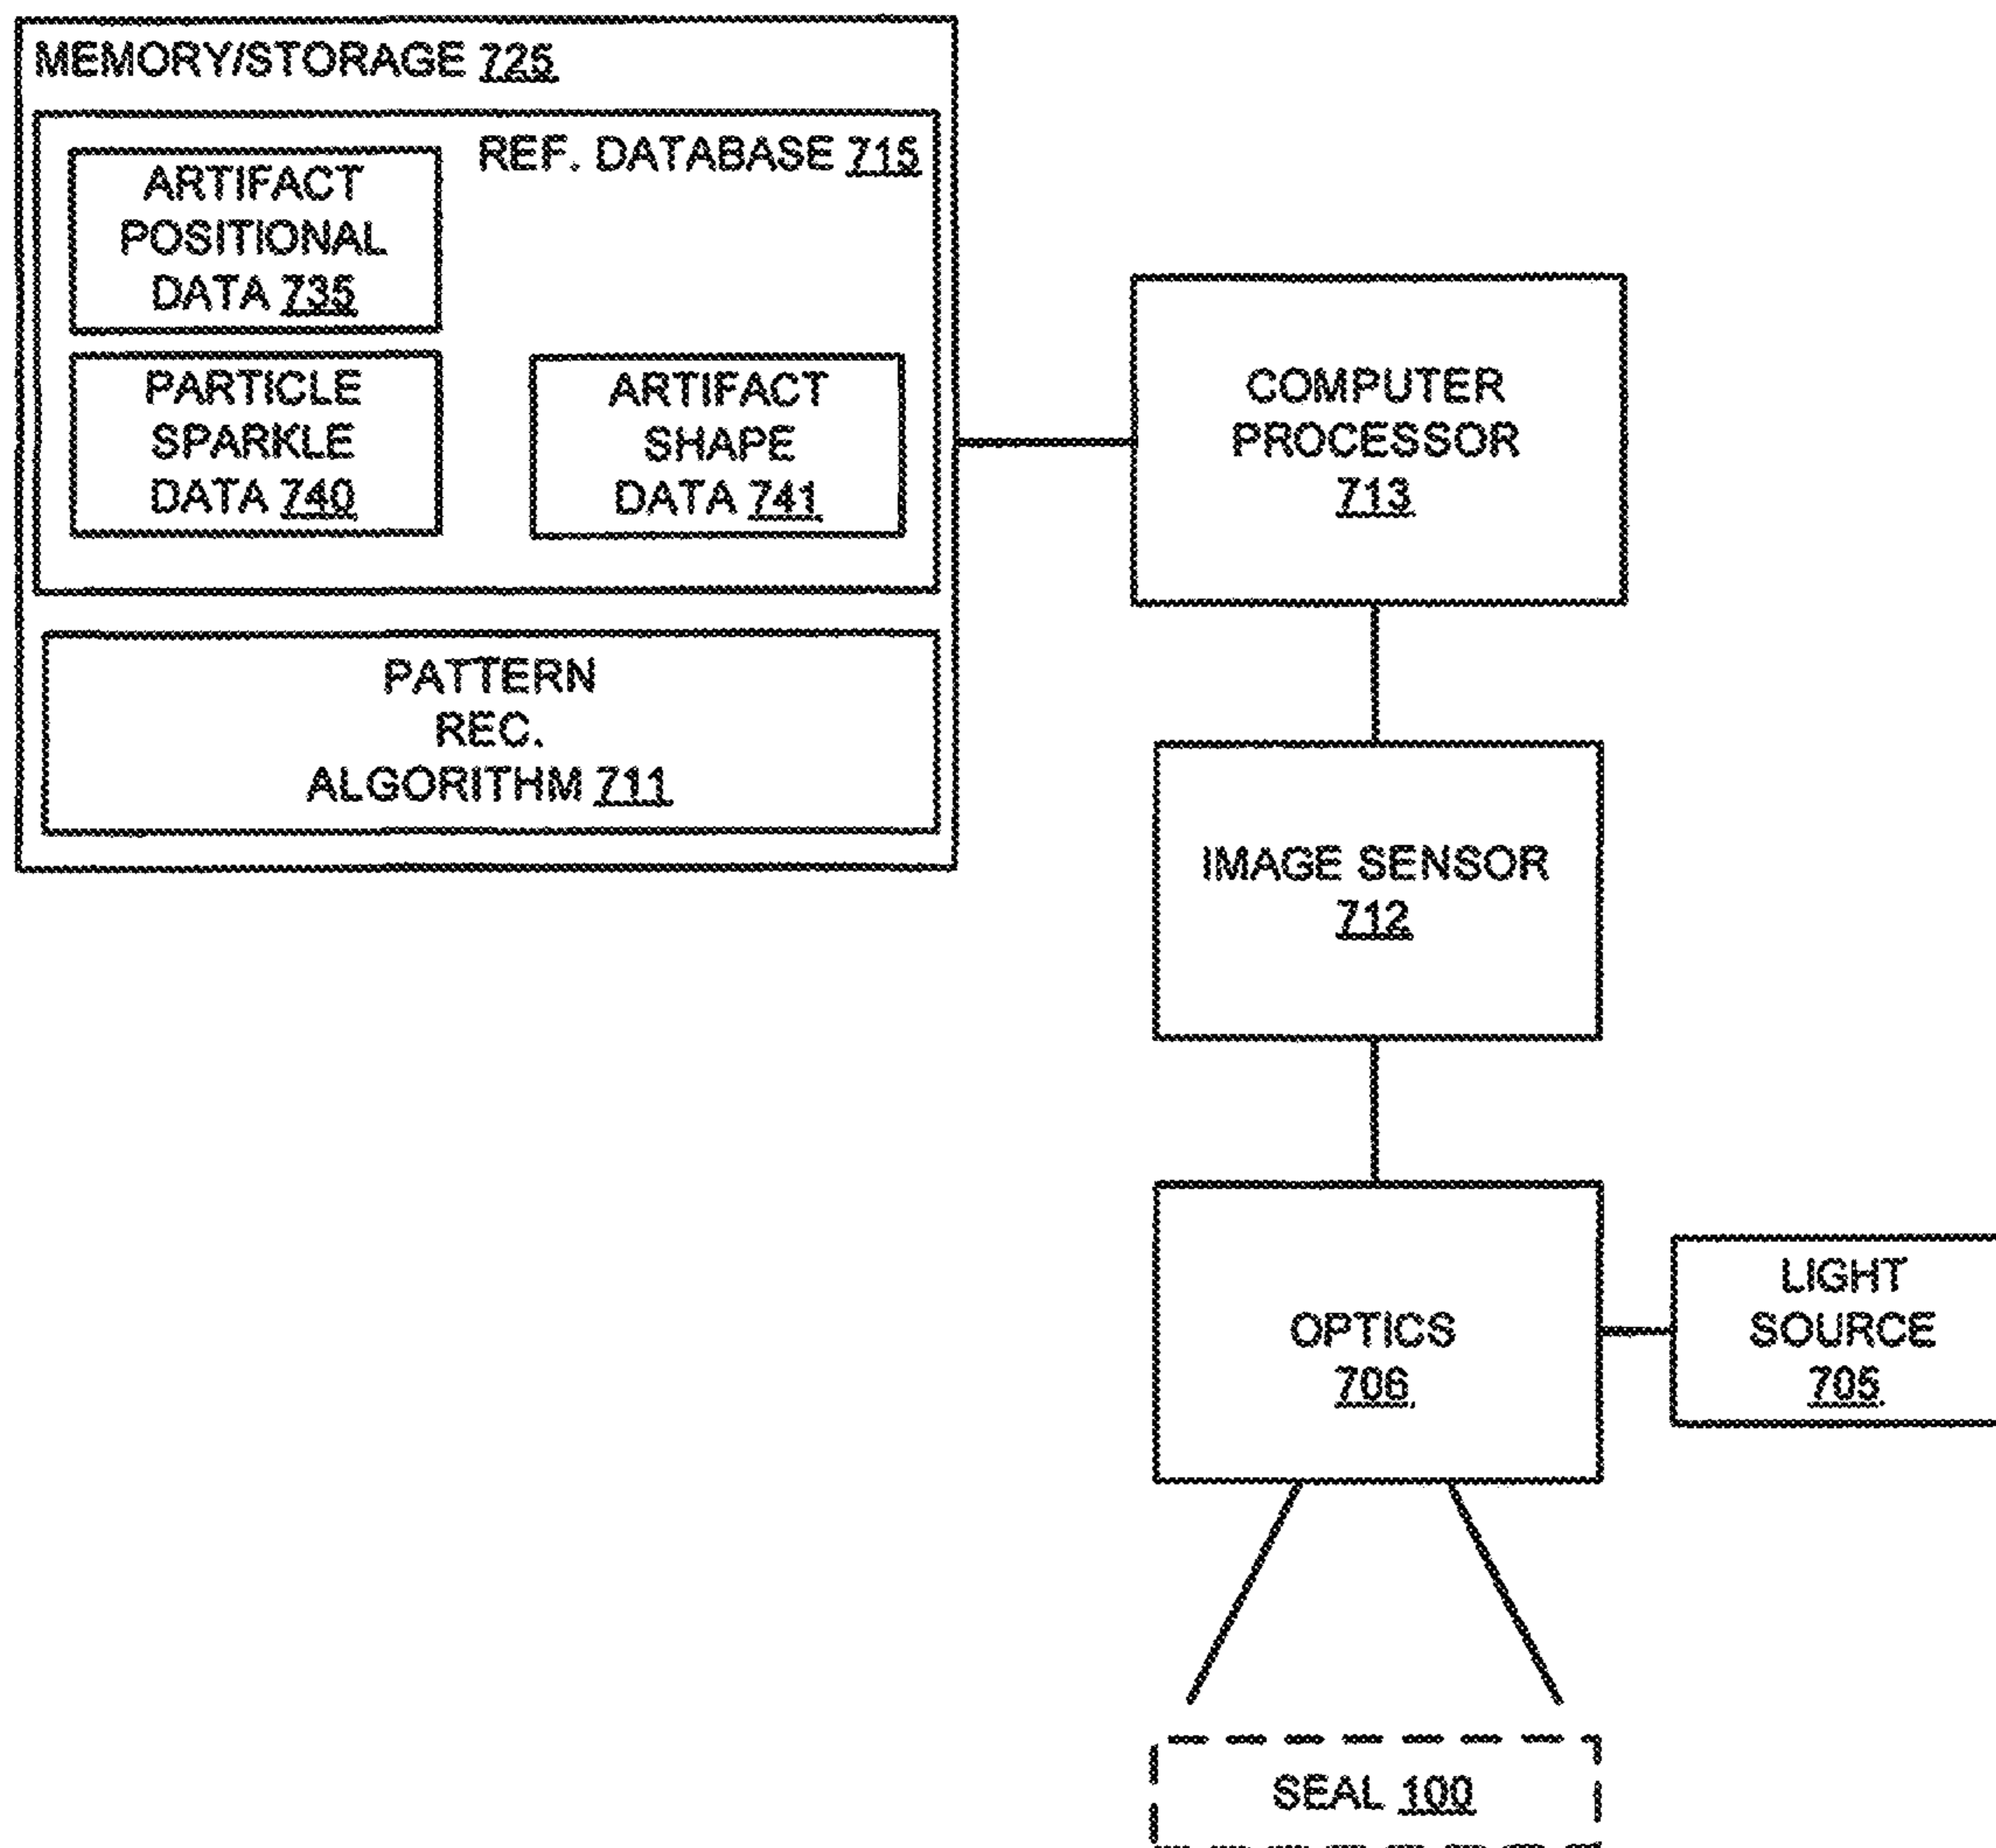 MEMORY/STORAGE 725
REF. DATABASE 715
ARTIFACT
POSITIONAL
DATA 735
PARTICLE
SPARKLE
DATA 740
ARTIFACT
SHAPE
DATA 741
PATTERN
REC.
ALGORITHM 711
COMPUTER
PROCESSOR
713
IMAGE SENSOR
712
OPTICS
706
LIGHT
SOURCE
705
SEAL 100